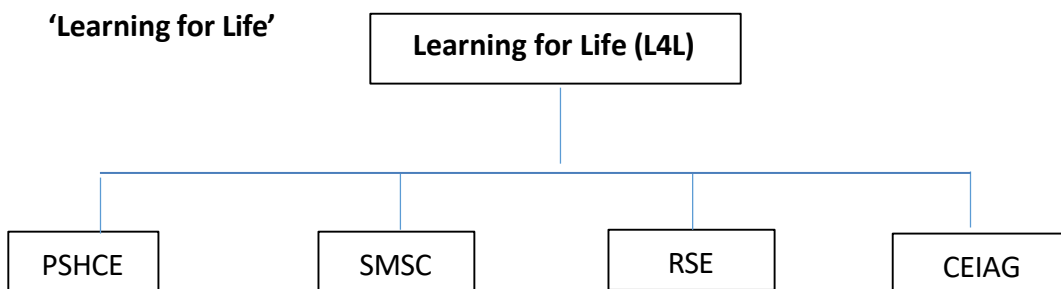 ‘Learning for Life’
Learning for Life (L4L)
PSHCE
SMSC
RSE
CEIAG